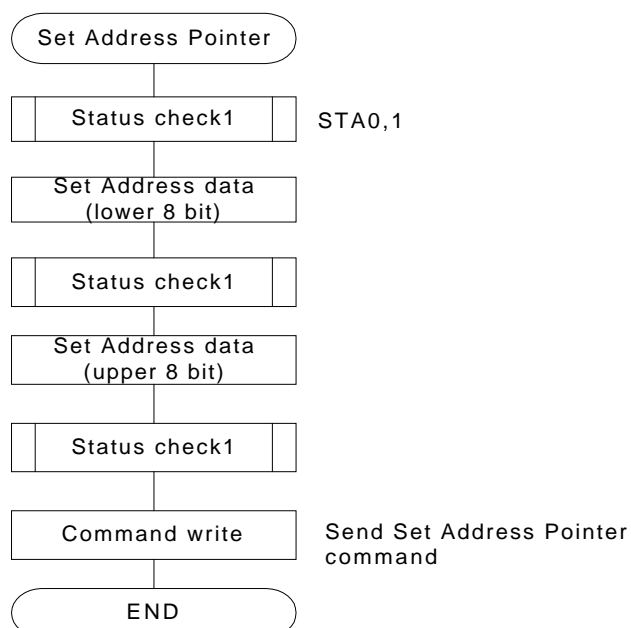 Set Address Pointer
Status check1
STA0,1
Set Address data
(lower 8 bit)
Status check1
Set Address data
(upper 8 bit)
Status check1
Command write
Send Set Address Pointer
command
END